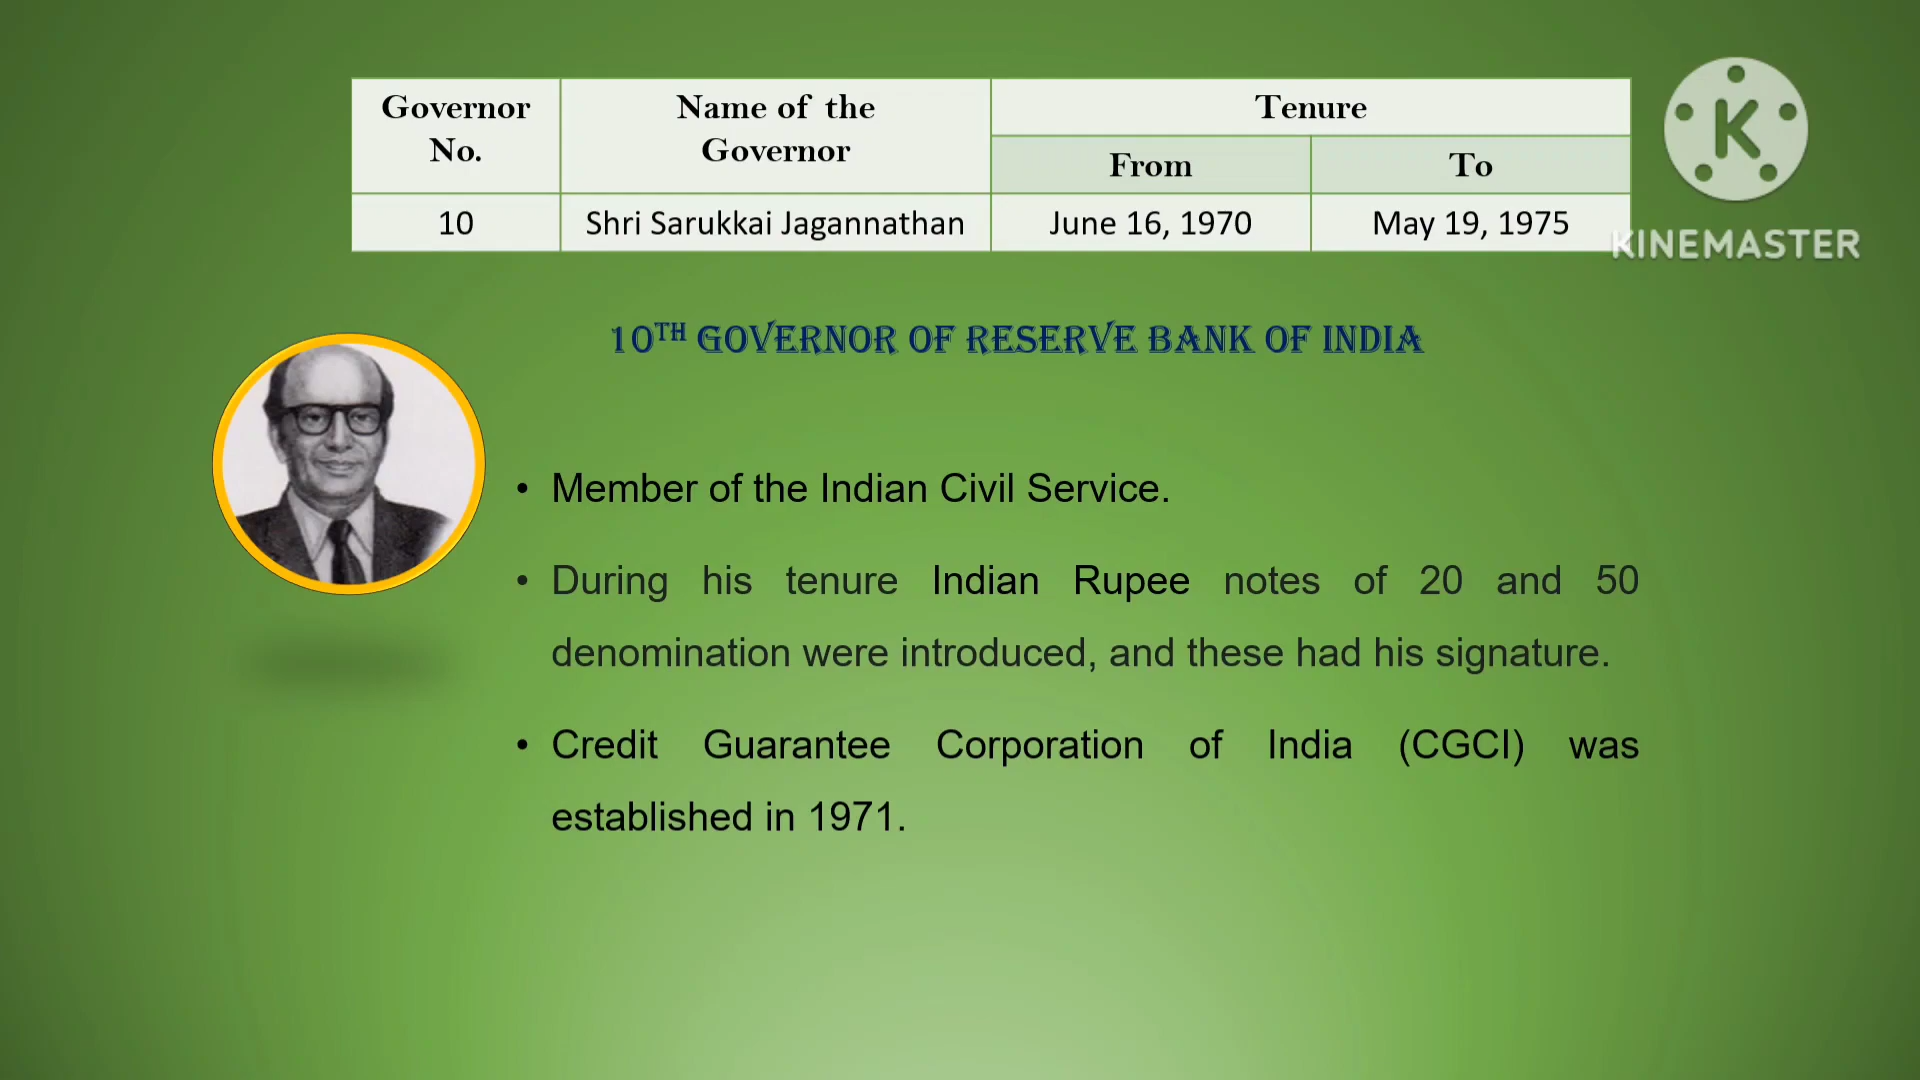 Governor No.
Name of the Governor
Tenure
From
To
10
Shri Sarukkai Jagannathan
June 16, 1970
May 19, 1975
K
KINEMASTER
10TH GOVERNOR OF RESERVE BANK OF INDIA
• Member of the Indian Civil Service.
• During his tenure Indian Rupee notes of 20 and 50
denomination were introduced, and these had his signature.
• Credit Guarantee Corporation of India (CGCI) was
established in 1971.